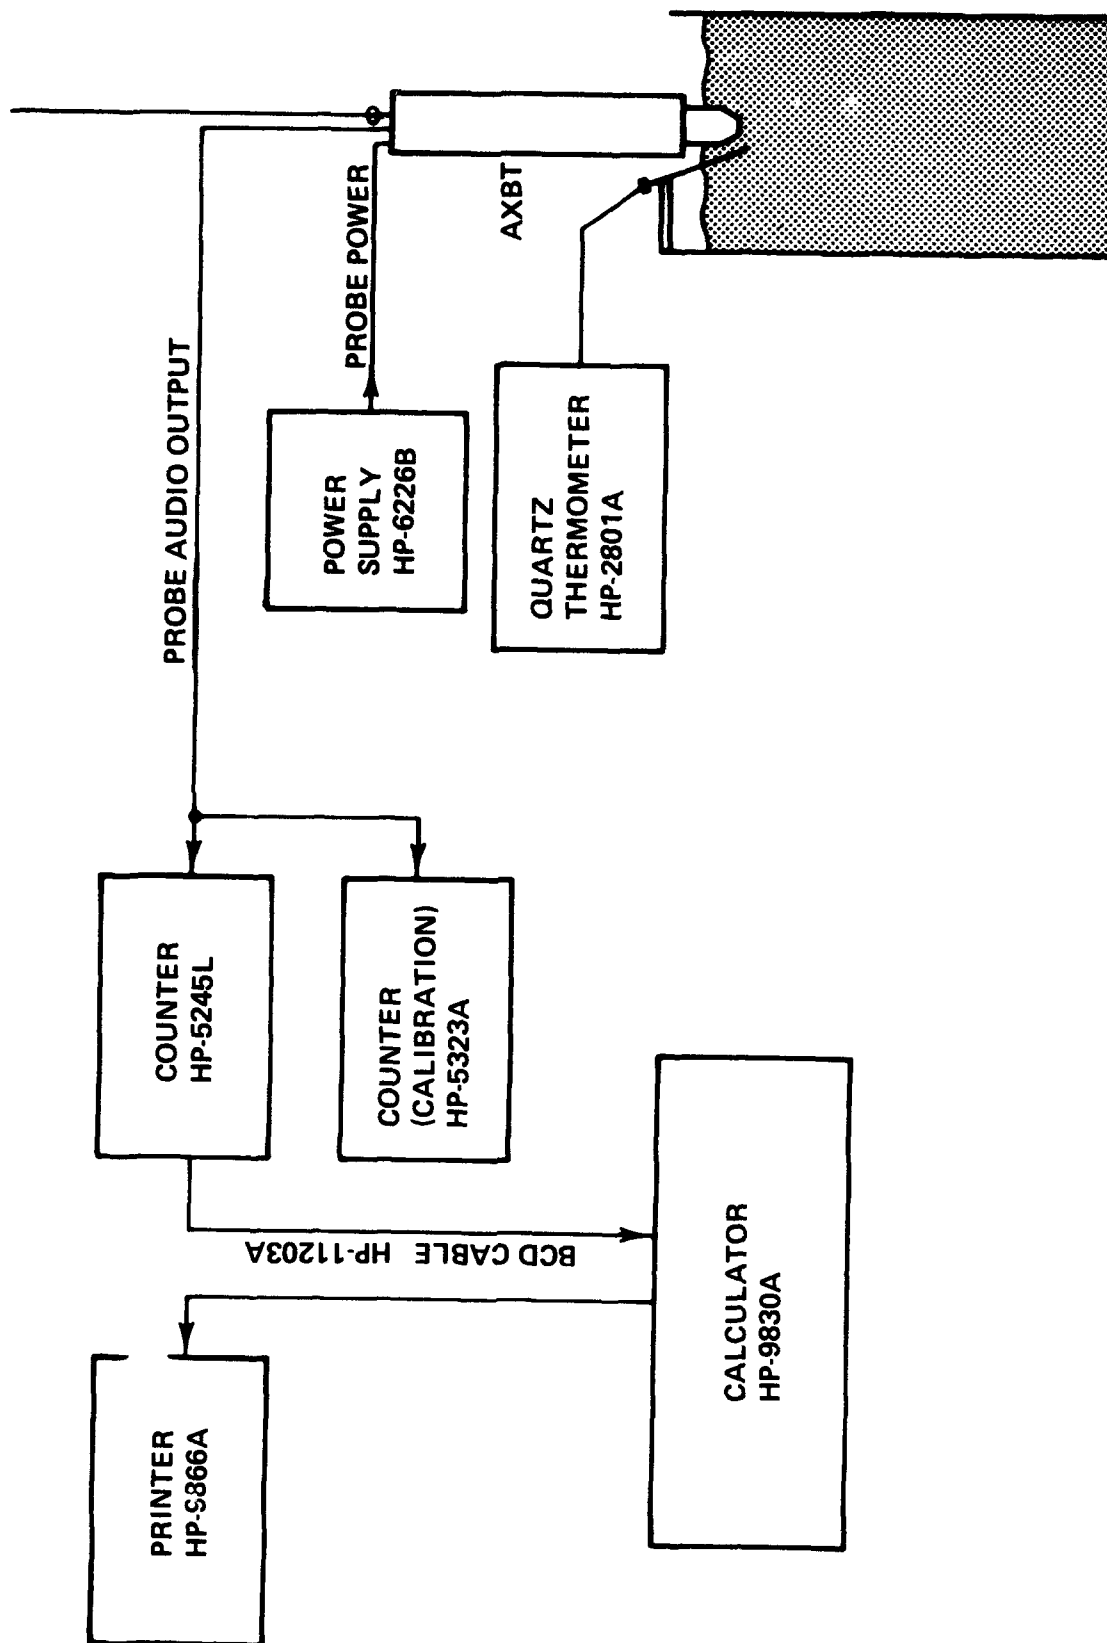 PRINTER
HP-9866A
BCD CABLE HP-11203A
COUNTER
HP-5245L
COUNTER
(CALIBRATION)
HP-5323A
CALCULATOR
HP-9830A
PROBE AUDIO OUTPUT
POWER
SUPPLY
HP-6226B
PROBE POWER
QUARTZ
THERMOMETER
HP-2801A
AXBT